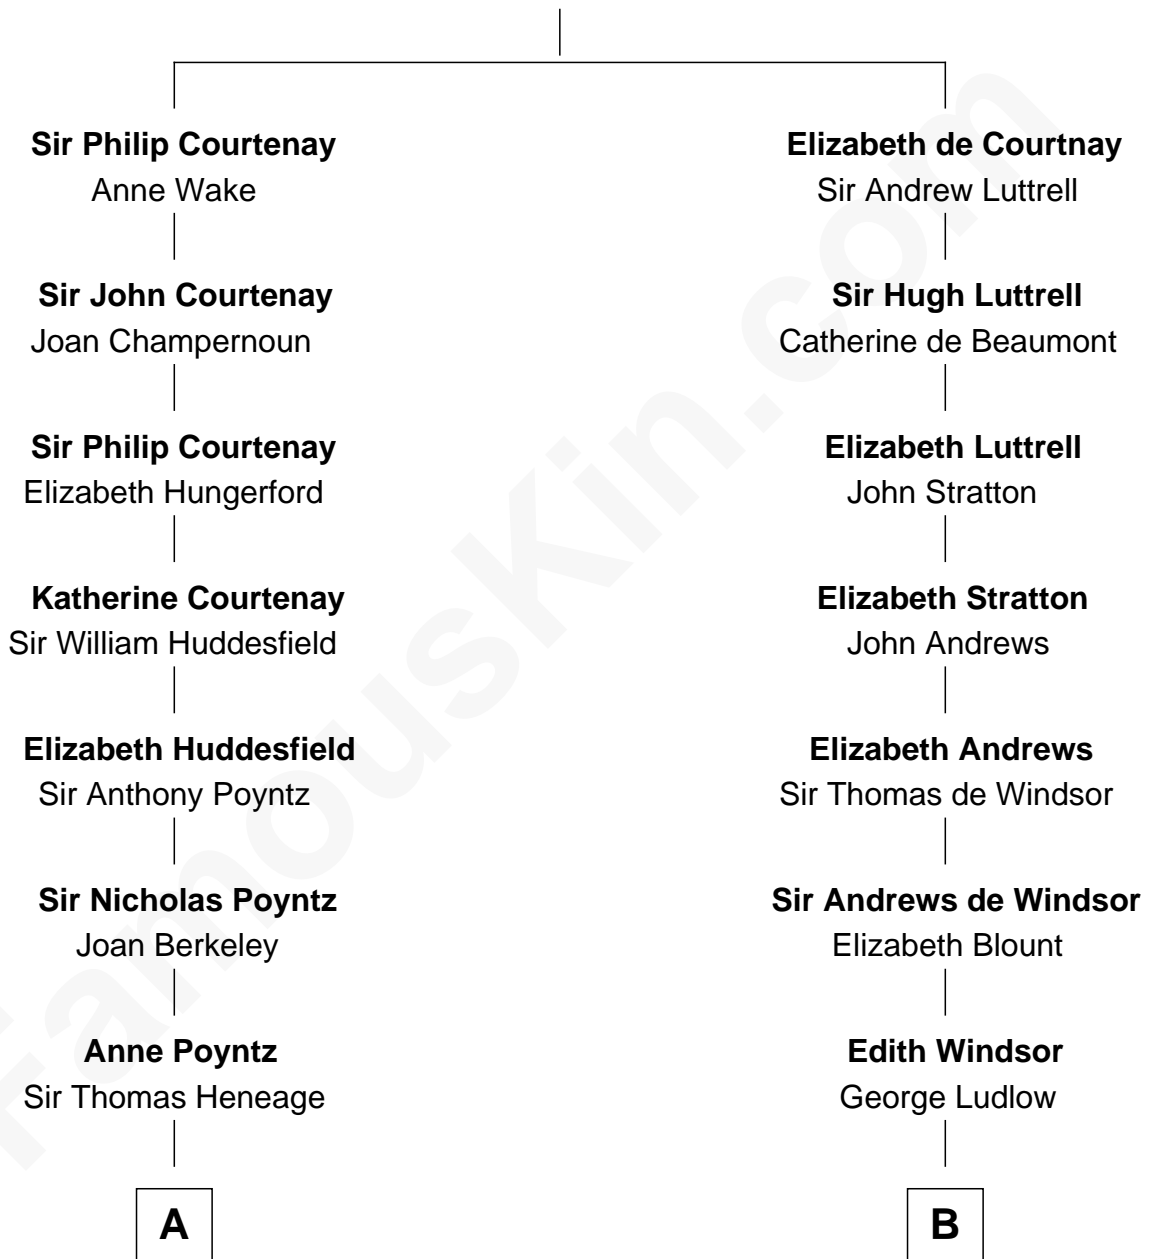 Sir Philip Courtenay
Anne Wake
Sir John Courtenay
Joan Champernoun
Sir Philip Courtenay
Elizabeth Hungerford
Katherine Courtenay
Sir William Huddesfield
Elizabeth Huddesfield
Sir Anthony Poyntz
Sir Nicholas Poyntz
Joan Berkeley
Anne Poyntz
Sir Thomas Heneage
A
Elizabeth de Courtnay
Sir Andrew Luttrell
Sir Hugh Luttrell
Catherine de Beaumont
Elizabeth Luttrell
John Stratton
Elizabeth Stratton
John Andrews
Elizabeth Andrews
Sir Thomas de Windsor
Sir Andrews de Windsor
Elizabeth Blount
Edith Windsor
George Ludlow
B
FamousKin.com